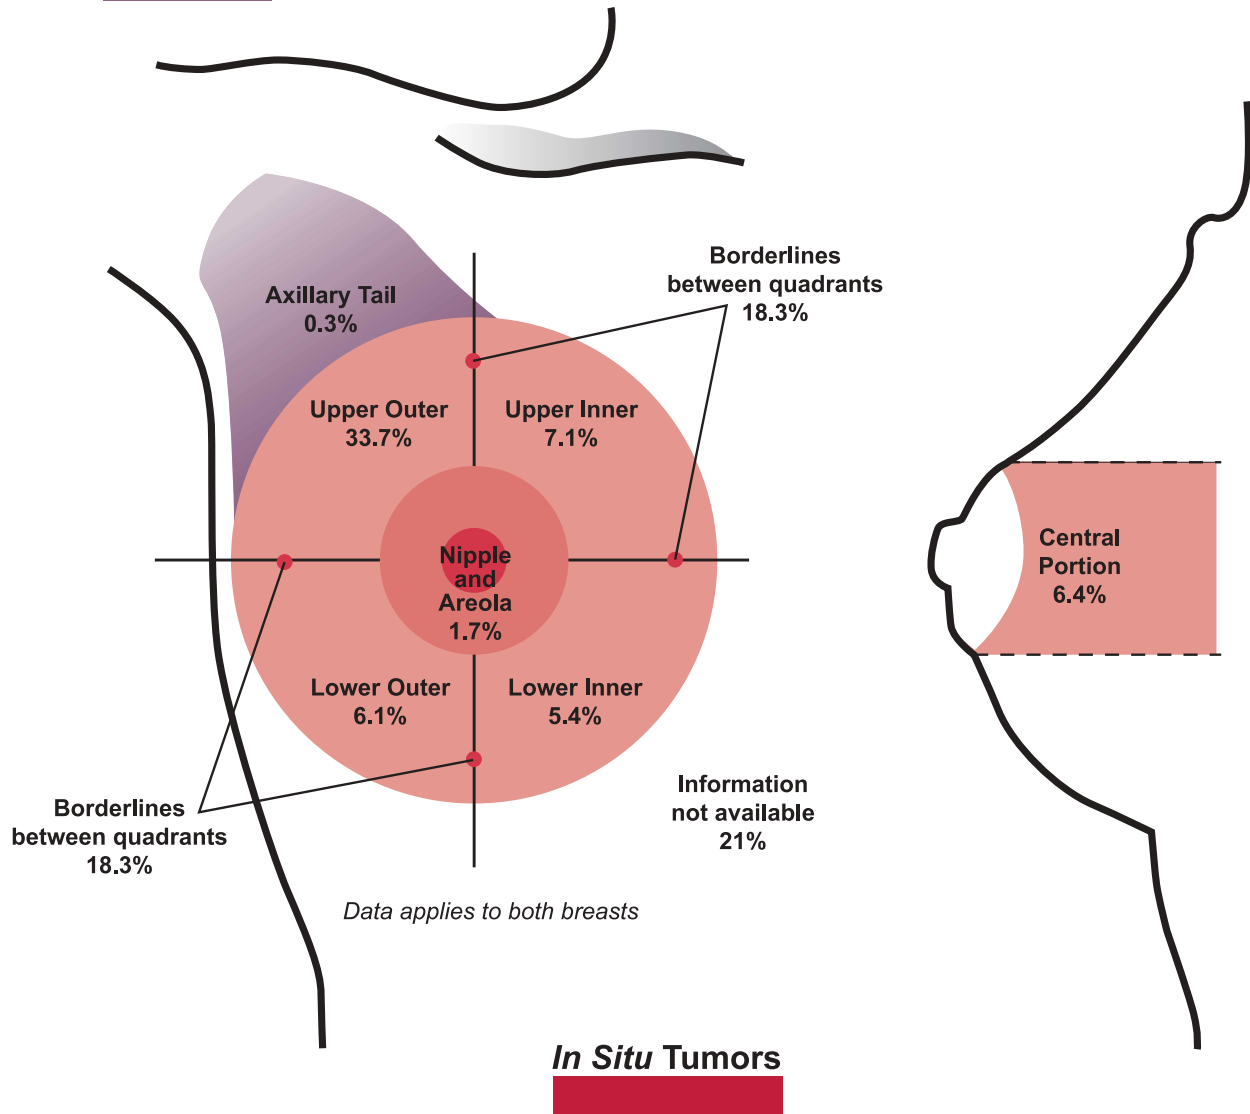 Borderlines
between quadrants
18.3%
Axillary Tail
0.3%
Upper Outer
33.7%
Upper Inner
7.1%
Nipple
and
Areola
1.7%
Central
Portion
6.4%
Lower Outer
6.1%
Lower Inner
5.4%
Information
not available
21%
Borderlines
between quadrants
18.3%
Data applies to both breasts
In Situ Tumors